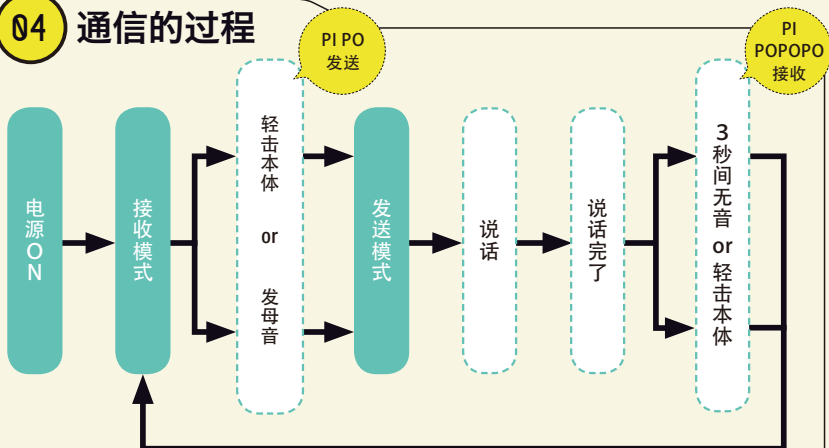 04 通信的过程
PI PO
发送
PI
POPOPO
接收
电源ON
接收模式
轻击本体
or
发母音
发送模式
说话
说话完了
3秒间无音 or 轻击本体